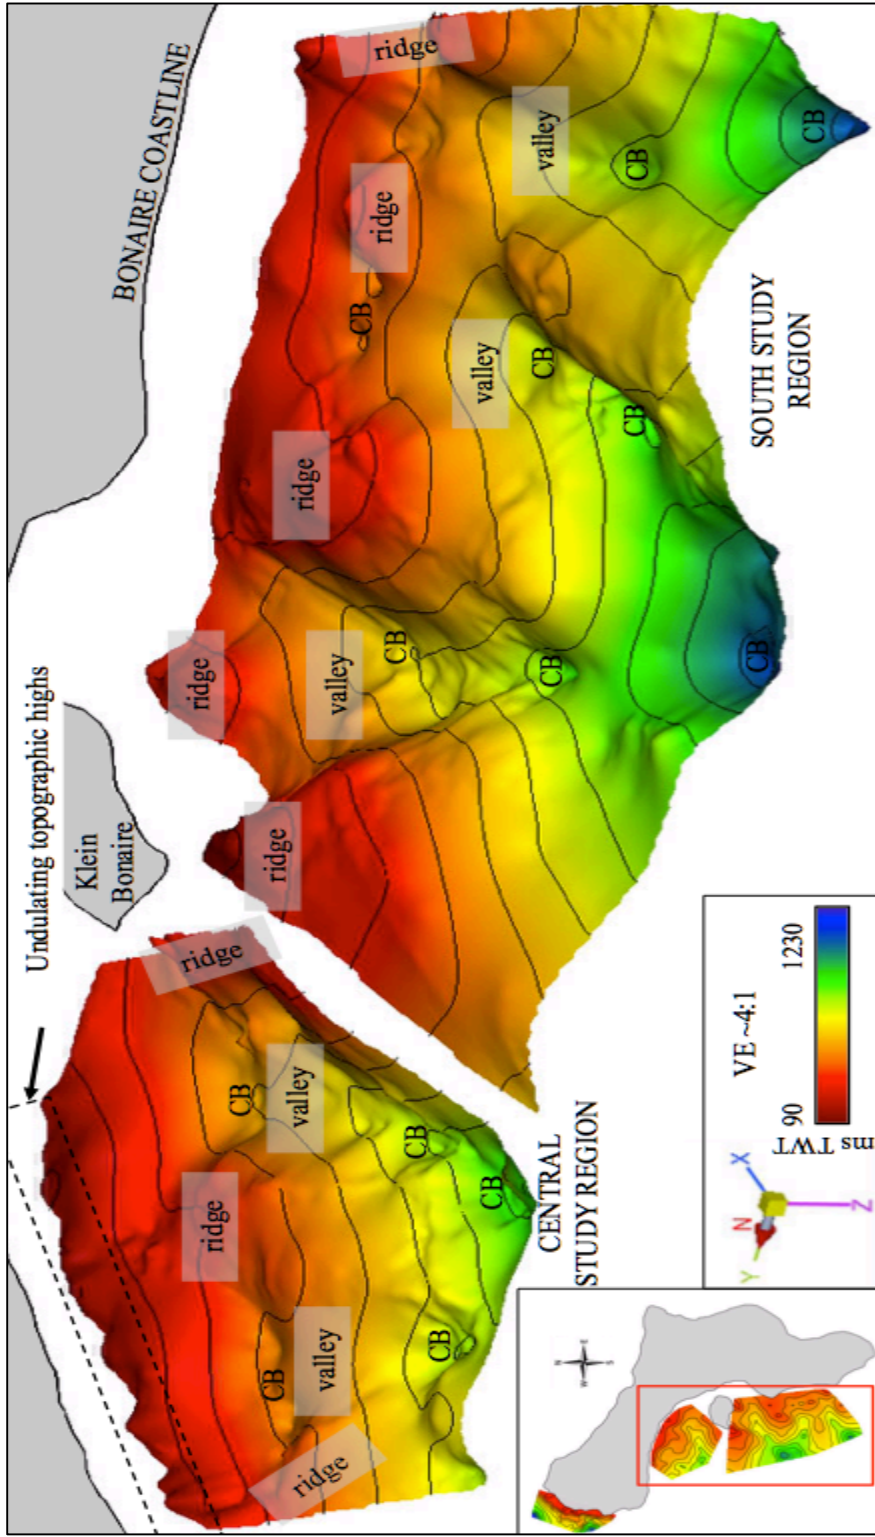 Undulating topographic highs
BONAIRE COASTLINE
Klein
Bonaire
ridge
ridge
valley
ridge
valley
ridge
CB
CB
CB
CB
CB
CENTRAL
STUDY REGION
ridge
ridge
valley
ridge
valley
ridge
valley
ridge
CB
CB
CB
CB
CB
CB
CB
CB
SOUTH STUDY
REGION
VE ~4:1
90
1230
ms TWT
X
Y
N
Z
N
W
E
S